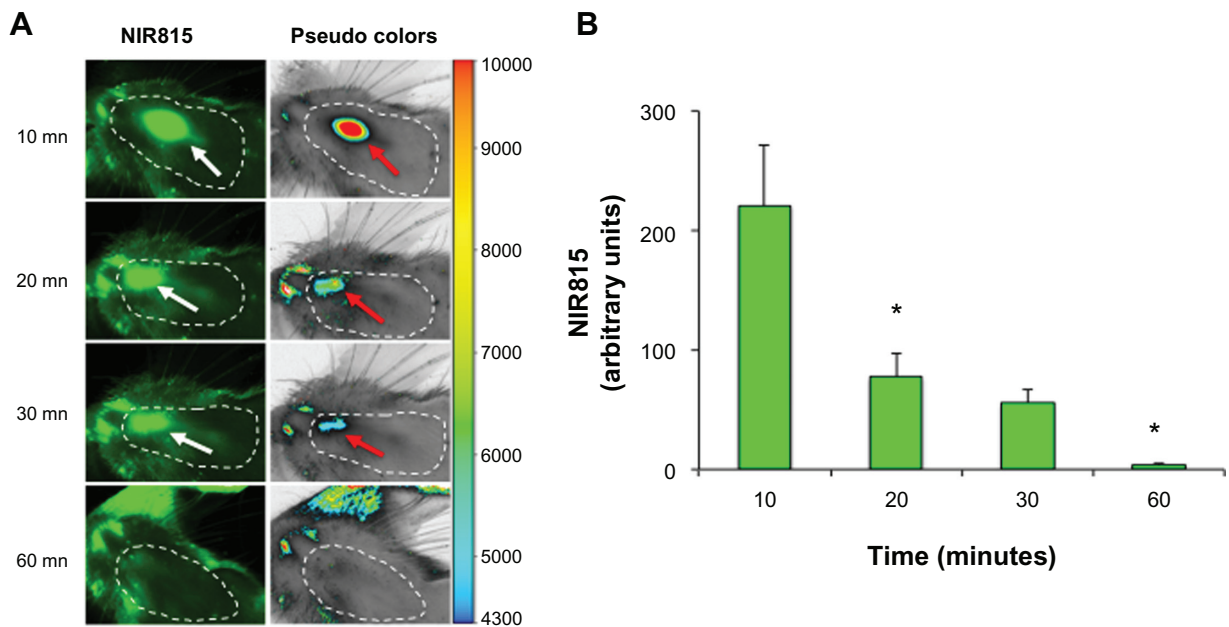 A
NIR815
Pseudo colors
10 mn
20 mn
30 mn
60 mn
10000
9000
8000
7000
6000
5000
4300
B
NIR815
(arbitrary units)
300
200
100
0
*
*
10
20
30
60
Time (minutes)